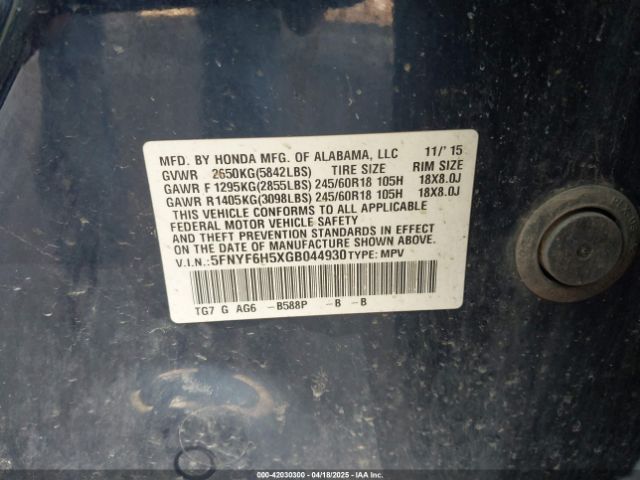 MFD. BY HONDA MFG. OF ALABAMA, LLC 11/'15
GVWR 2650KG(5842LBS) TIRE SIZE RIM SIZE
GAWR F 1295KG(2855LBS) 245/60R18 105H 18X8.0J
GAWR R 1405KG(3098LBS) 245/60R18 105H 18X8.0J
THIS VEHICLE CONFORMS TO ALL APPLICABLE
FEDERAL MOTOR VEHICLE SAFETY
AND THEFT PREVENTION STANDARDS IN EFFECT
ON THE DATE OF MANUFACTURE SHOWN ABOVE.
V.I.N.: 5FNYF6H5XGB044930 TYPE: MPV
TG7 G AG6 -B588P -B -B
000-42030300 - 04/18/2025 - IAA Inc.